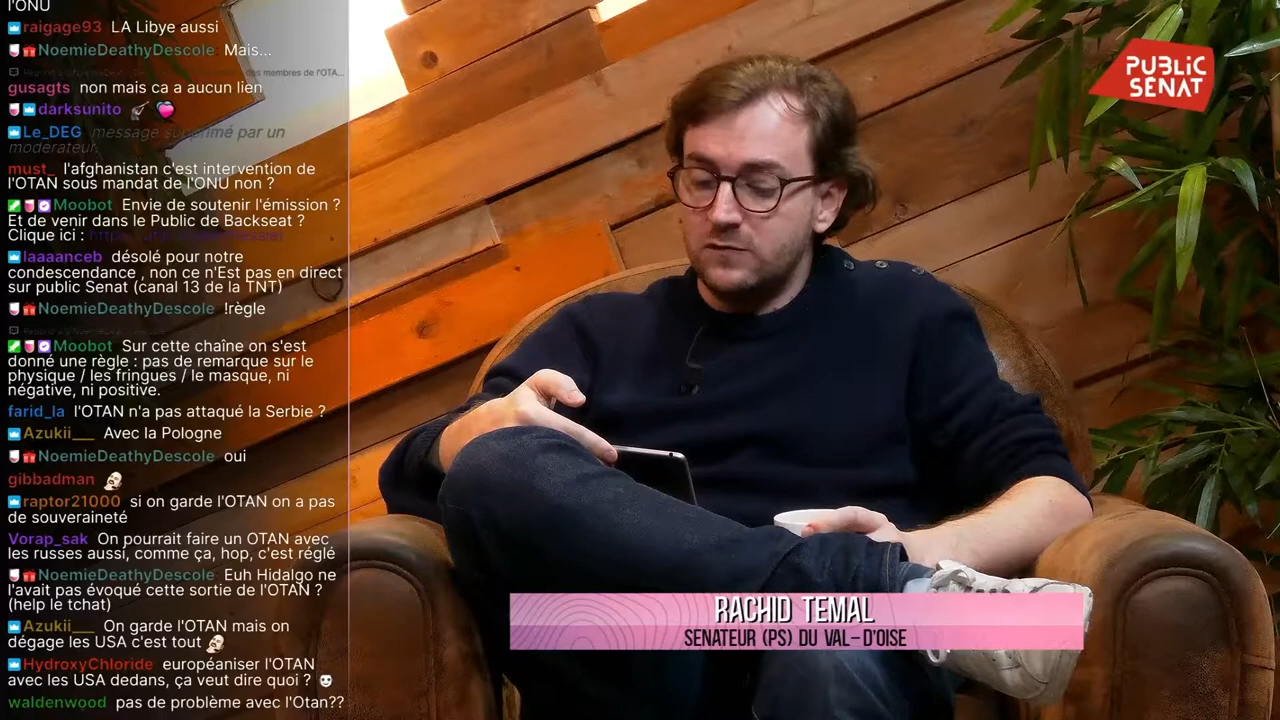 l'ONU
raigage93 LA Libye aussi
NoemieDeathyDescole Mais...
des membres de l'OTA...
gusagts non mais ca a aucun lien
darksunito
Le_DEG message supprimé par un
moderateur.
must_ l'afghanistan c'est intervention de
l'OTAN sous mandat de l'ONU non ?
Moobot Envie de soutenir l'émission ?
Et de venir dans le Public de Backseat ?
Clique ici :
laaaanceb désolé pour notre
condescendance , non ce n'Est pas en direct
sur public Senat (canal 13 de la TNT)
NoemieDeathyDescole !règle
Moobot Sur cette chaîne on s'est
donné une règle : pas de remarque sur le
physique / les fringues / le masque, ni
négative, ni positive.
farid_la l'OTAN n'a pas attaqué la Serbie ?
Azukii___ Avec la Pologne
NoemieDeathyDescole oui
gibbadman
raptor21000 si on garde l'OTAN on a pas
de souveraineté
Vorap_sak On pourrait faire un OTAN avec
les russes aussi, comme ça, hop, c'est réglé
NoemieDeathyDescole Euh Hidalgo ne
l'avait pas évoqué cette sortie de l'OTAN ?
(help le tchat)
Azukii___ On garde l'OTAN mais on
dégage les USA c'est tout
HydroxyChloride européaniser l'OTAN
avec les USA dedans, ça veut dire quoi ?
waldenwood pas de problème avec l'Otan??
PUBLIC
SÉNAT
RACHID TEMAL
SENATEUR (PS) DU VAL-D'OISE